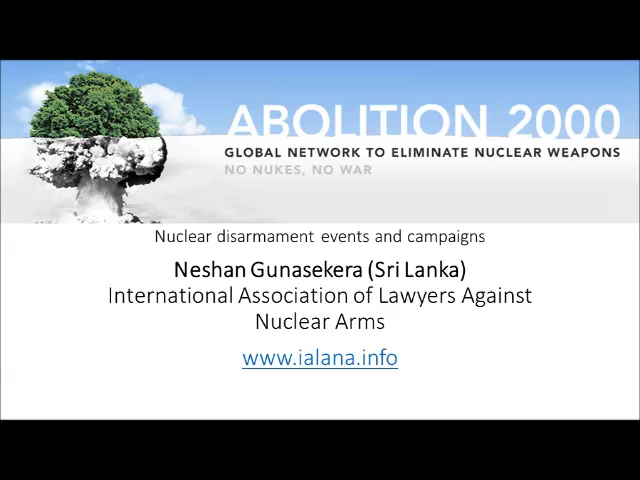 ABOLITION 2000
GLOBAL NETWORK TO ELIMINATE NUCLEAR WEAPONS
NO NUKES, NO WAR
Nuclear disarmament events and campaigns
Neshan Gunasekera (Sri Lanka)
International Association of Lawyers Against
Nuclear Arms
www.ialana.info